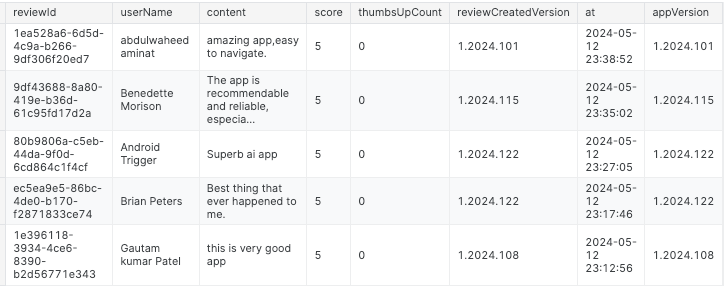 reviewId userName content score thumbsUpCount reviewCreatedVersion at appVersion
1ea528a6-6d5d-
4c9a-b266-
9df306f20ed7
abdulwaheed
aminat
amazing app,easy
to navigate.
5
0
1.2024.101
2024-05-
12
23:38:52
1.2024.101
9df43688-8a80-
419e-b36d-
61c95fd17d2a
Benedette
Morison
The app is
recommendable
and reliable,
especia...
5
0
1.2024.115
2024-05-
12
23:35:02
1.2024.115
80b9806a-c5eb-
44da-9f0d-
6cd864c1f4cf
Android
Trigger
Superb ai app
5
0
1.2024.122
2024-05-
12
23:27:05
1.2024.122
ec5ea9e5-86bc-
4de0-b170-
f2871833ce74
Brian Peters
Best thing that
ever happened to
me.
5
0
1.2024.122
2024-05-
12
23:17:46
1.2024.122
1e396118-
3934-4ce6-
8390-
b2d56771e343
Gautam
kumar Patel
this is very good
app
5
0
1.2024.108
2024-05-
12
23:12:56
1.2024.108